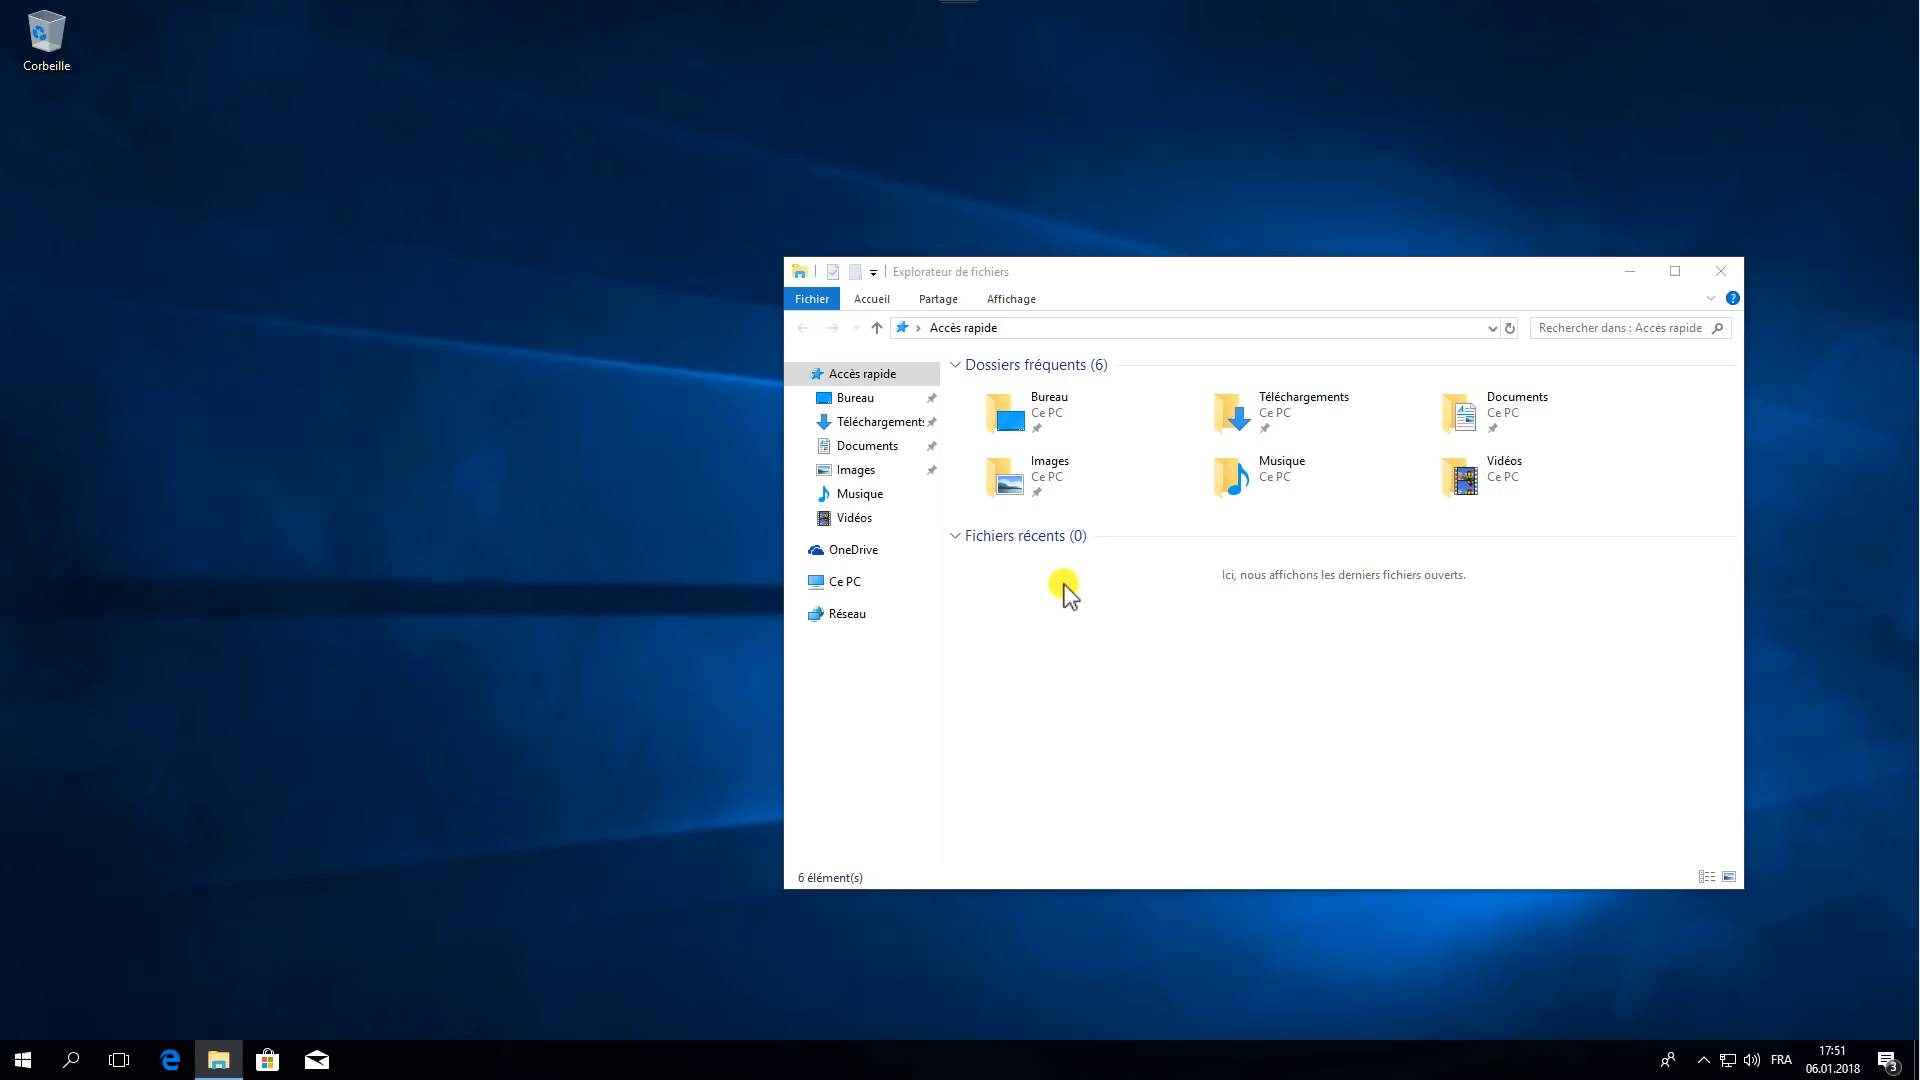 Corbeille
Explorateur de fichiers
Fichier Accueil Partage Affichage
?
Accès rapide
Rechercher dans : Accès rapide
Accès rapide
Bureau
Téléchargements
Documents
Images
Musique
Vidéos
OneDrive
Ce PC
Réseau
Dossiers fréquents (6)
Bureau
Ce PC
Téléchargements
Ce PC
Documents
Ce PC
Images
Ce PC
Musique
Ce PC
Vidéos
Ce PC
Fichiers récents (0)
Ici, nous affichons les derniers fichiers ouverts.
6 élément(s)
FRA
17:51
06.01.2018
3